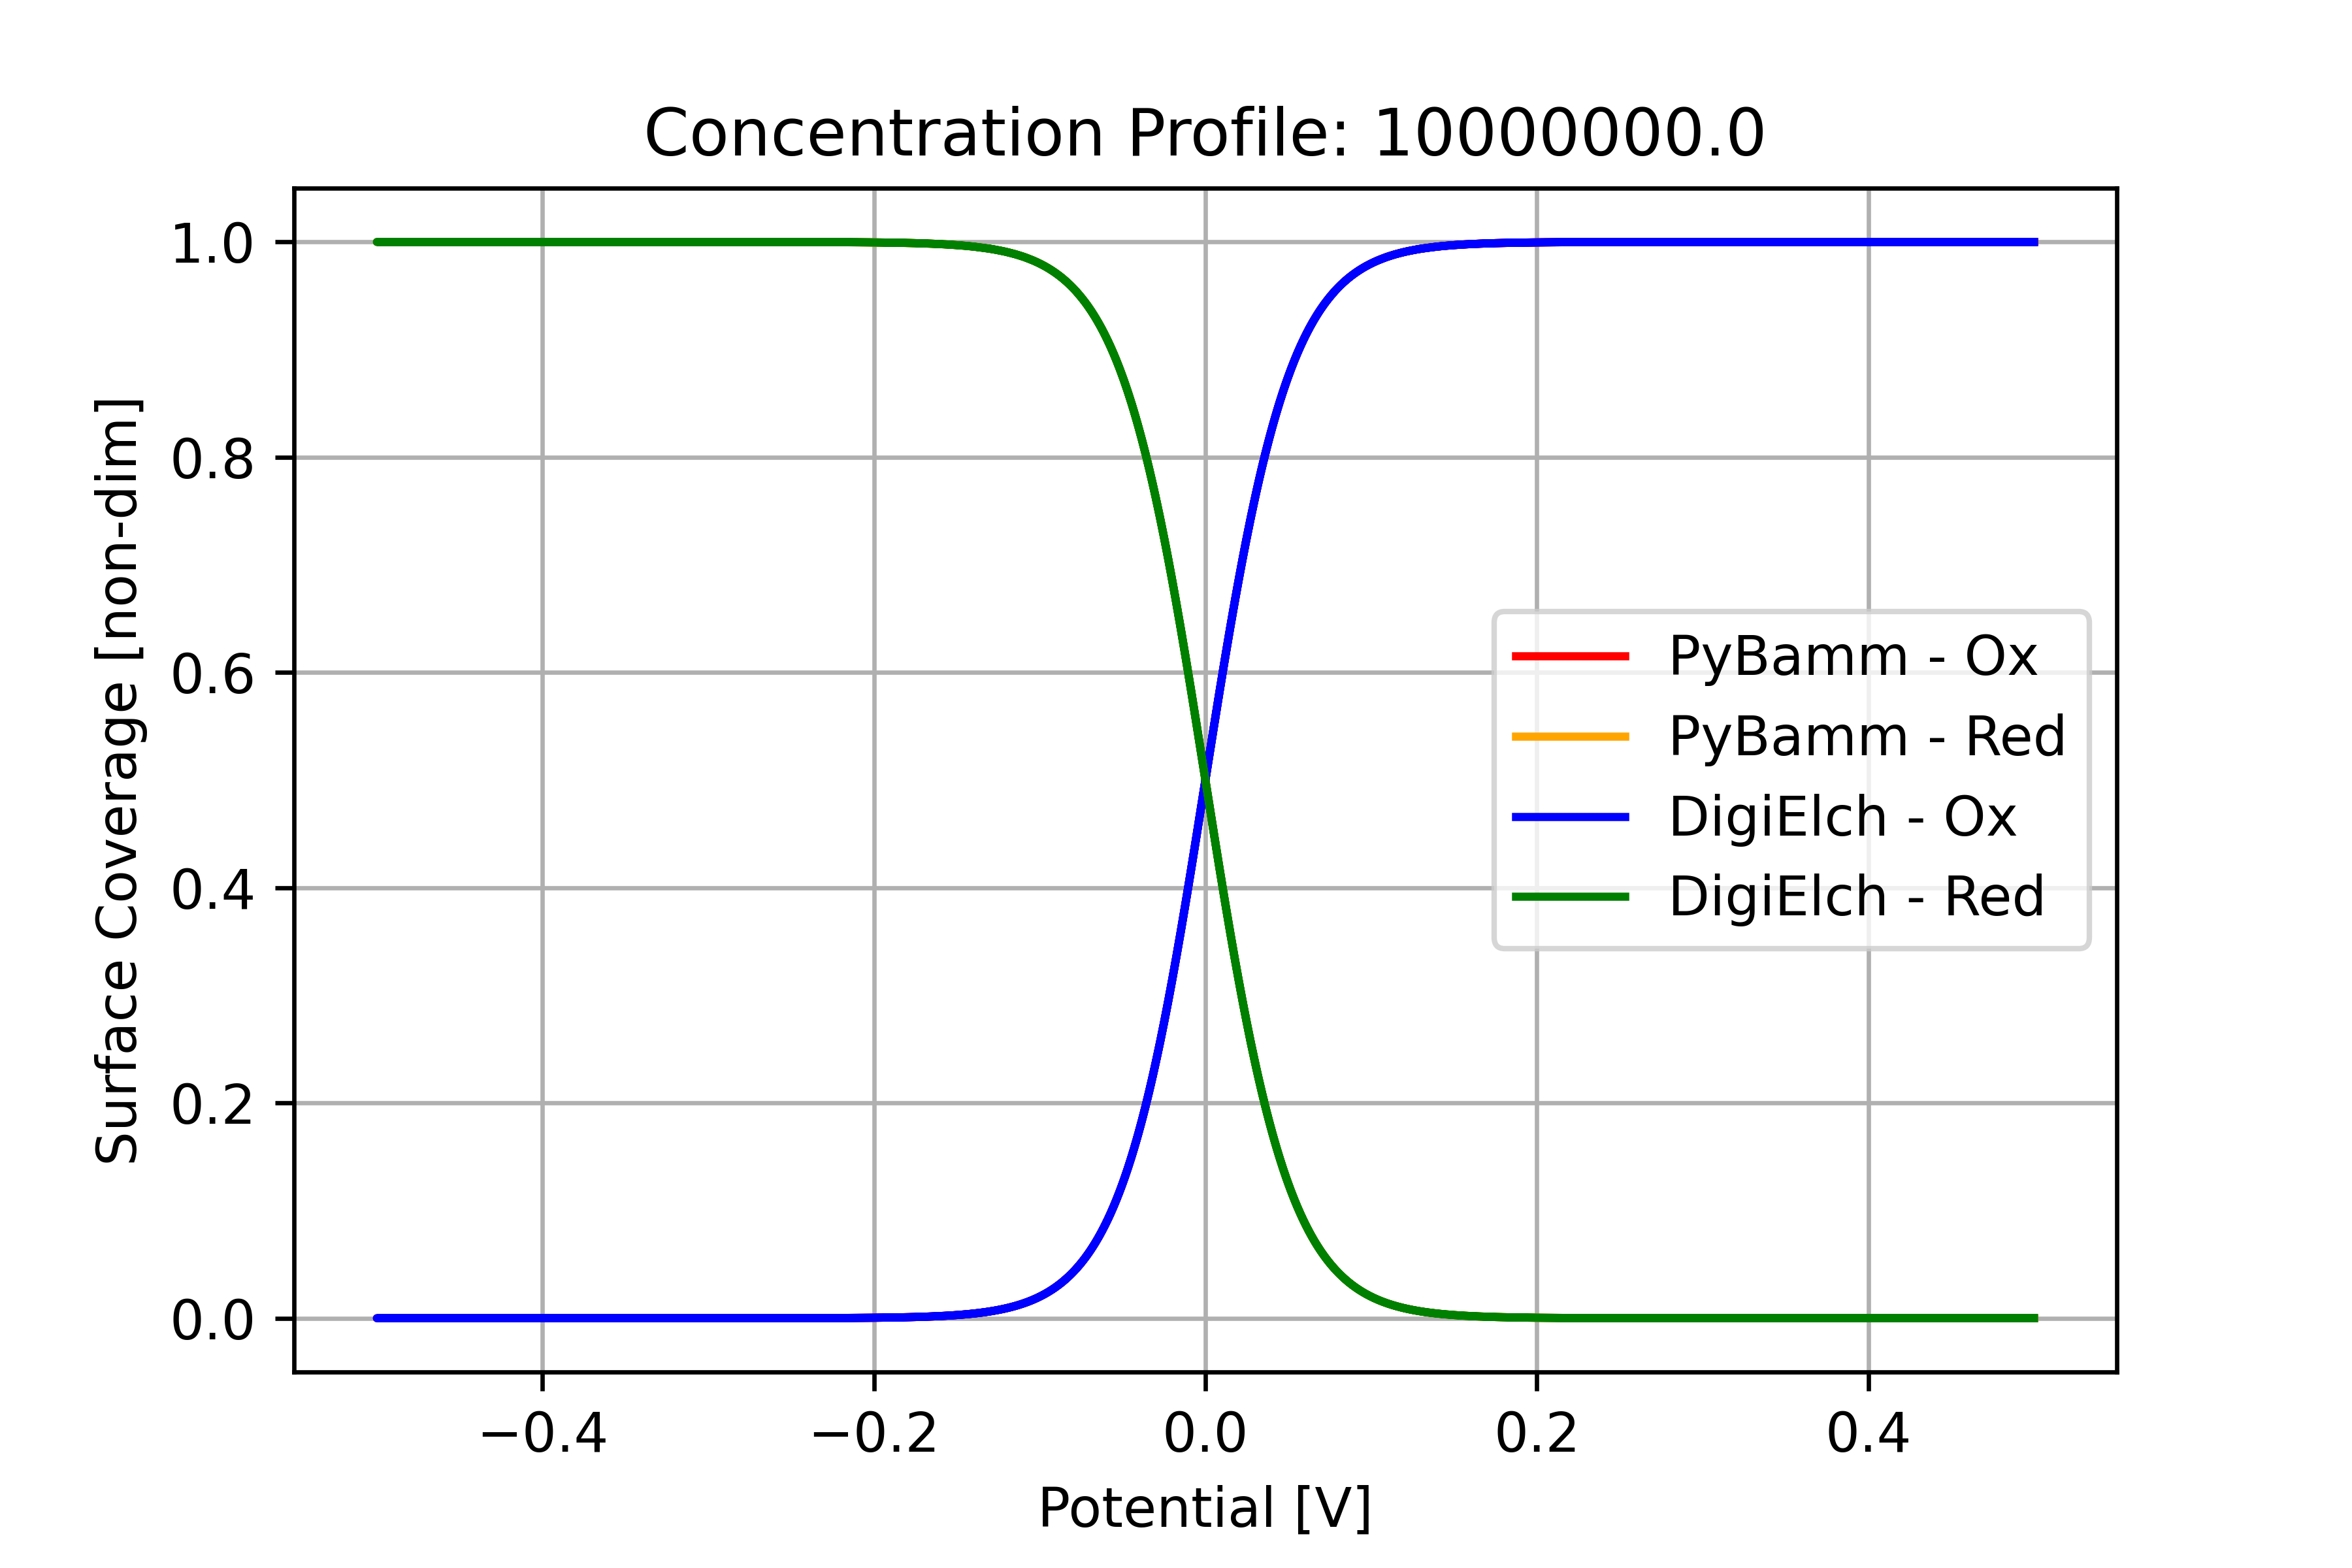 Concentration Profile: 10000000.0
Surface Coverage [non-dim]
1.0
0.8
0.6
0.4
0.2
0.0
PyBamm - Ox
PyBamm - Red
DigiElch - Ox
DigiElch - Red
−0.4 −0.2 0.0 0.2 0.4
Potential [V]